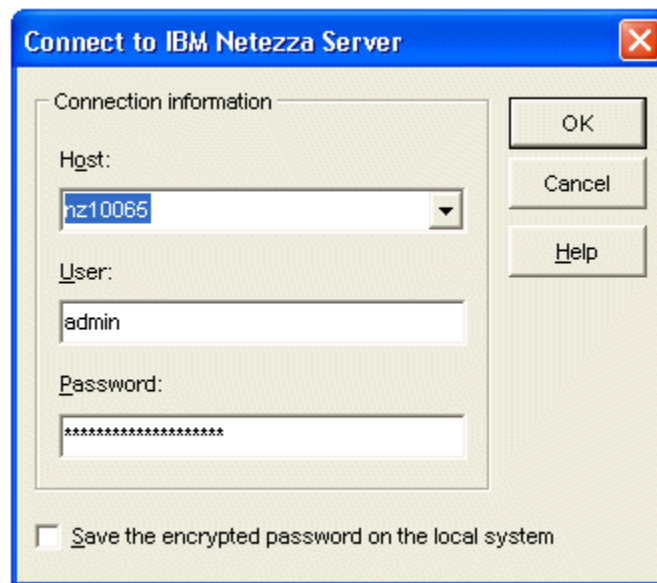 Connect to IBM Netezza Server
Connection information
Host:
nz10065
User:
admin
Password:
********************
OK
Cancel
Help
Save the encrypted password on the local system